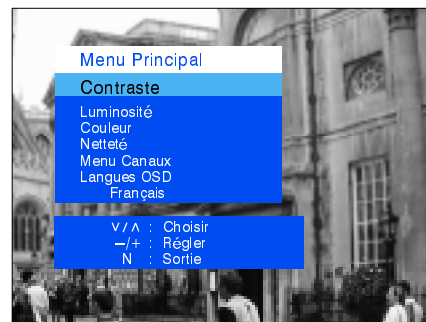 Menu Principal
Contraste
Luminosité
Couleur
Netteté
Menu Canaux
Langues OSD
Français
∨/∧ : Choisir
–/+ : Régler
N : Sortie